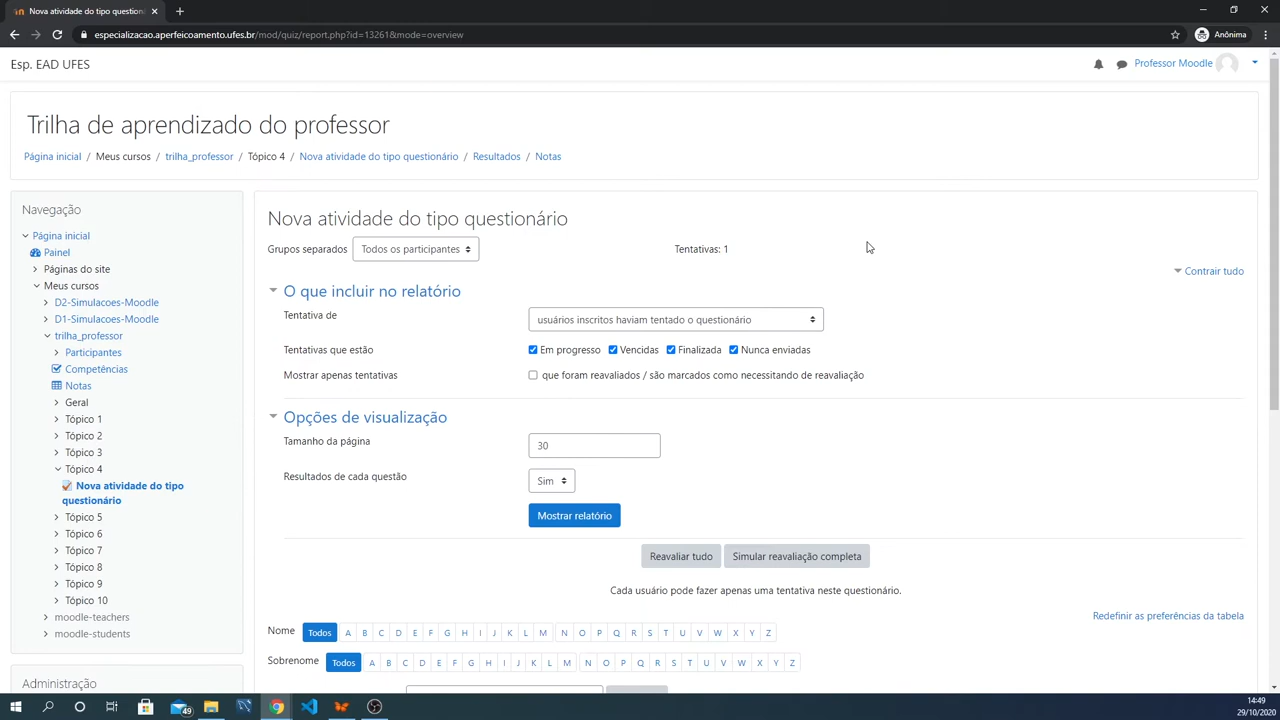 Nova atividade do tipo questionário
especializacao.aperfeicoamento.ufes.br/mod/quiz/report.php?id=13261&mode=overview
Anônima
Esp. EAD UFES
Professor Moodle
Trilha de aprendizado do professor
Página inicial / Meus cursos / trilha_professor / Tópico 4 / Nova atividade do tipo questionário / Resultados / Notas
Navegação
Página inicial
Painel
Páginas do site
Meus cursos
D2-Simulacoes-Moodle
D1-Simulacoes-Moodle
trilha_professor
Participantes
Competências
Notas
Geral
Tópico 1
Tópico 2
Tópico 3
Tópico 4
Nova atividade do tipo
questionário
Tópico 5
Tópico 6
Tópico 7
Tópico 8
Tópico 9
Tópico 10
moodle-teachers
moodle-students
Administração
Nova atividade do tipo questionário
Grupos separados Todos os participantes Tentativas: 1
Contrair tudo
O que incluir no relatório
Tentativa de usuários inscritos haviam tentado o questionário
Tentativas que estão Em progresso Vencidas Finalizada Nunca enviadas
Mostrar apenas tentativas que foram reavaliados / são marcados como necessitando de reavaliação
Opções de visualização
Tamanho da página 30
Resultados de cada questão Sim
Mostrar relatório
Reavaliar tudo Simular reavaliação completa
Cada usuário pode fazer apenas uma tentativa neste questionário.
Redefinir as preferências da tabela
Nome Todos A B C D E F G H I J K L M N O P Q R S T U V W X Y Z
Sobrenome Todos A B C D E F G H I J K L M N O P Q R S T U V W X Y Z
49
14:49
29/10/2020